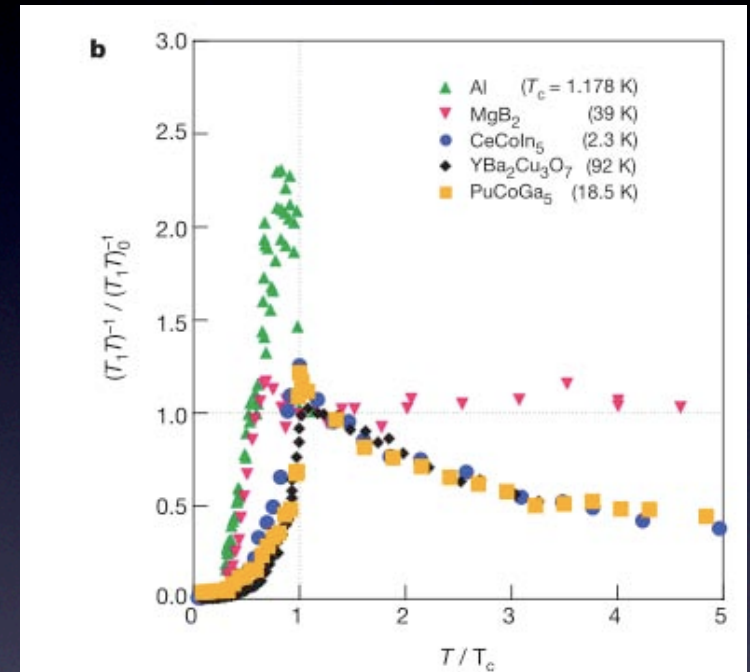 b
3.0
2.5
2.0
1.5
1.0
0.5
0.0
(T₁T)⁻¹ / (T₁T)₀⁻¹
Al (Tc = 1.178 K)
MgB₂ (39 K)
CeCoIn₅ (2.3 K)
YBa₂Cu₃O₇ (92 K)
PuCoGa₅ (18.5 K)
0 1 2 3 4 5
T / Tc